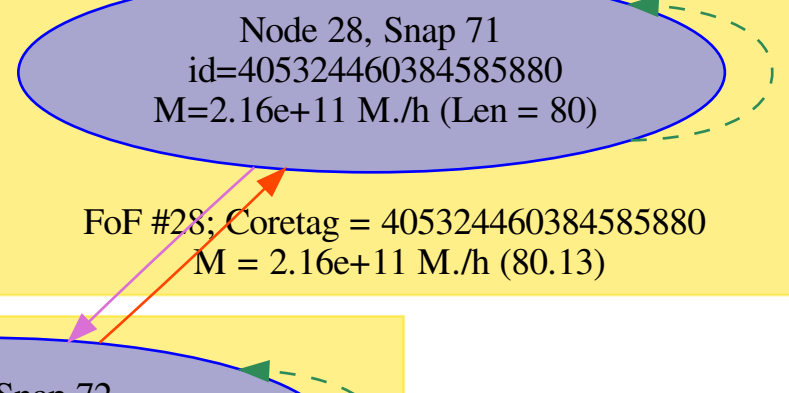 Node 28, Snap 71
id=405324460384585880
M=2.16e+11 M./h (Len = 80)
FoF #28; Coretag = 405324460384585880
M = 2.16e+11 M./h (80.13)
Snap 72